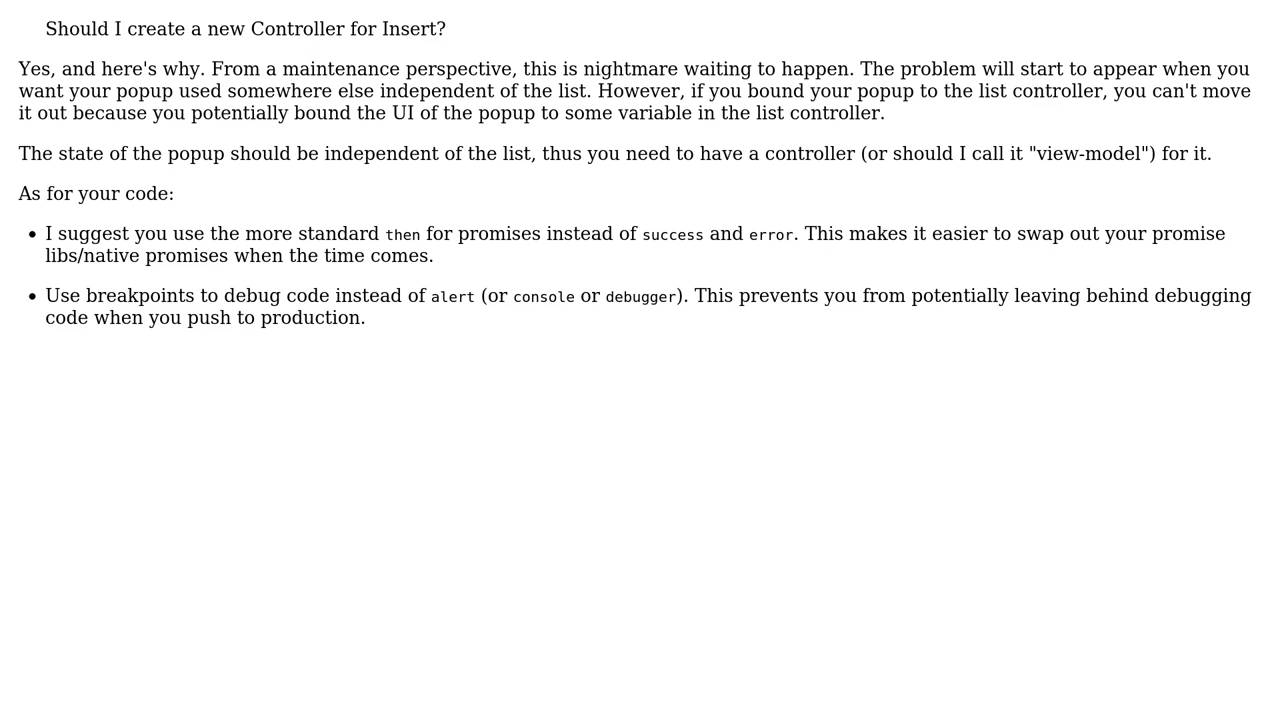 Should I create a new Controller for Insert?
Yes, and here's why. From a maintenance perspective, this is nightmare waiting to happen. The problem will start to appear when you
want your popup used somewhere else independent of the list. However, if you bound your popup to the list controller, you can't move
it out because you potentially bound the UI of the popup to some variable in the list controller.
The state of the popup should be independent of the list, thus you need to have a controller (or should I call it "view-model") for it.
As for your code:
• I suggest you use the more standard then for promises instead of success and error. This makes it easier to swap out your promise
libs/native promises when the time comes.
• Use breakpoints to debug code instead of alert (or console or debugger). This prevents you from potentially leaving behind debugging
code when you push to production.